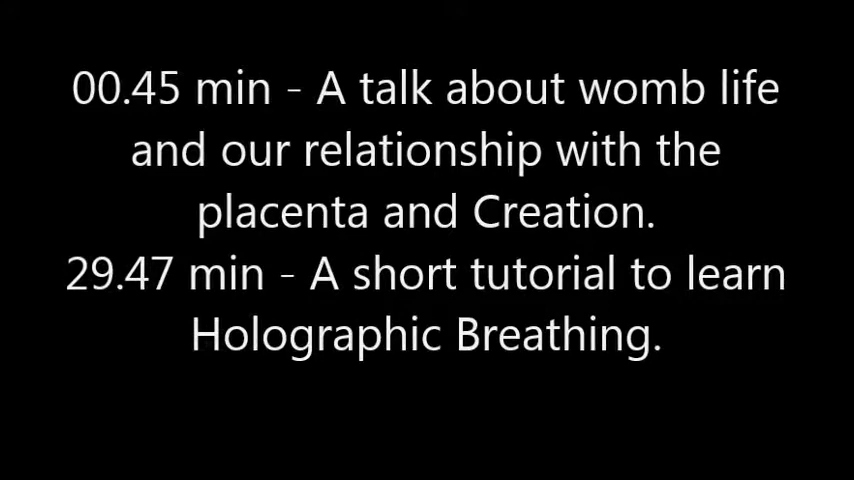 00.45 min - A talk about womb life
and our relationship with the
placenta and Creation.
29.47 min - A short tutorial to learn
Holographic Breathing.